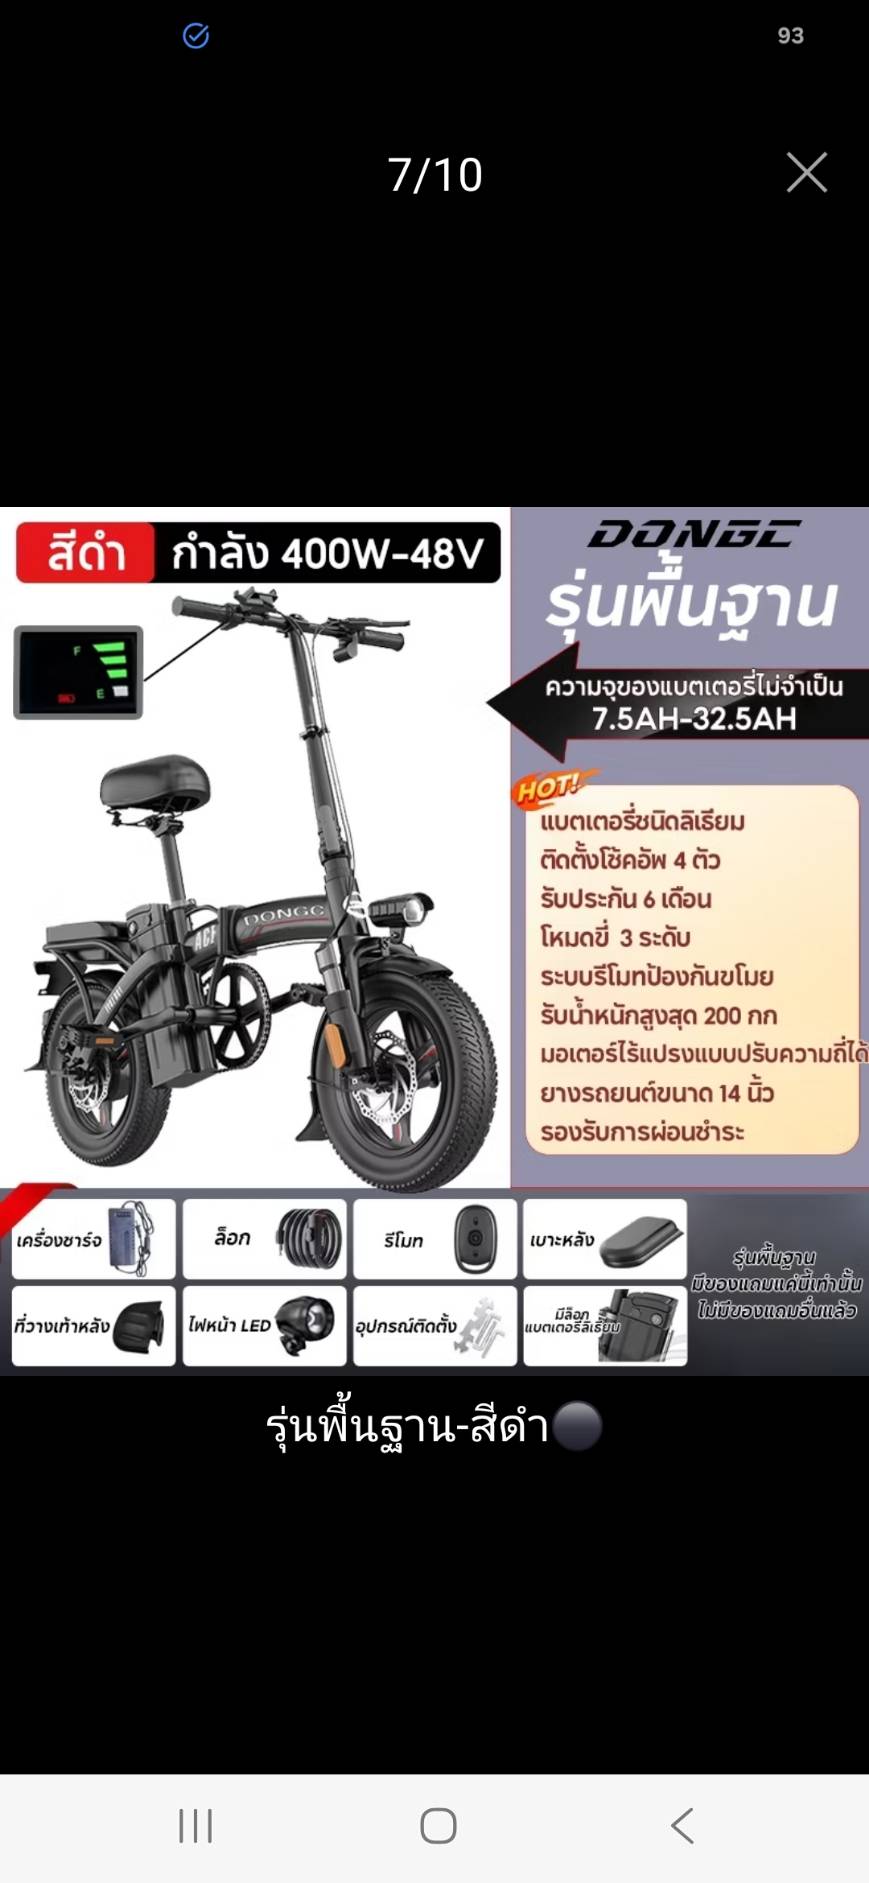 93
7/10
สีดำ กำลัง 400W-48V
DONGC
รุ่นพื้นฐาน
ความจุของแบตเตอรี่ไม่จำเป็น
7.5AH-32.5AH
F
E
HOT!
แบตเตอรี่ชนิดลิเธียม
ติดตั้งโช้คอัพ 4 ตัว
รับประกัน 6 เดือน
โหมดขี่ 3 ระดับ
ระบบรีโมทป้องกันขโมย
รับน้ำหนักสูงสุด 200 กก
มอเตอร์ไร้แปรงแบบปรับความถี่ได้
ยางรถยนต์ขนาด 14 นิ้ว
รองรับการผ่อนชำระ
DONGC
ACE
เครื่องชาร์จ
ล็อก
รีโมท
เบาะหลัง
ที่วางเท้าหลัง
ไฟหน้า LED
อุปกรณ์ติดตั้ง
มีล็อก
แบตเตอรี่ลิเธียม
รุ่นพื้นฐาน
มีของแถมแค่นี้เท่านั้น
ไม่มีของแถมอื่นแล้ว
รุ่นพื้นฐาน-สีดำ